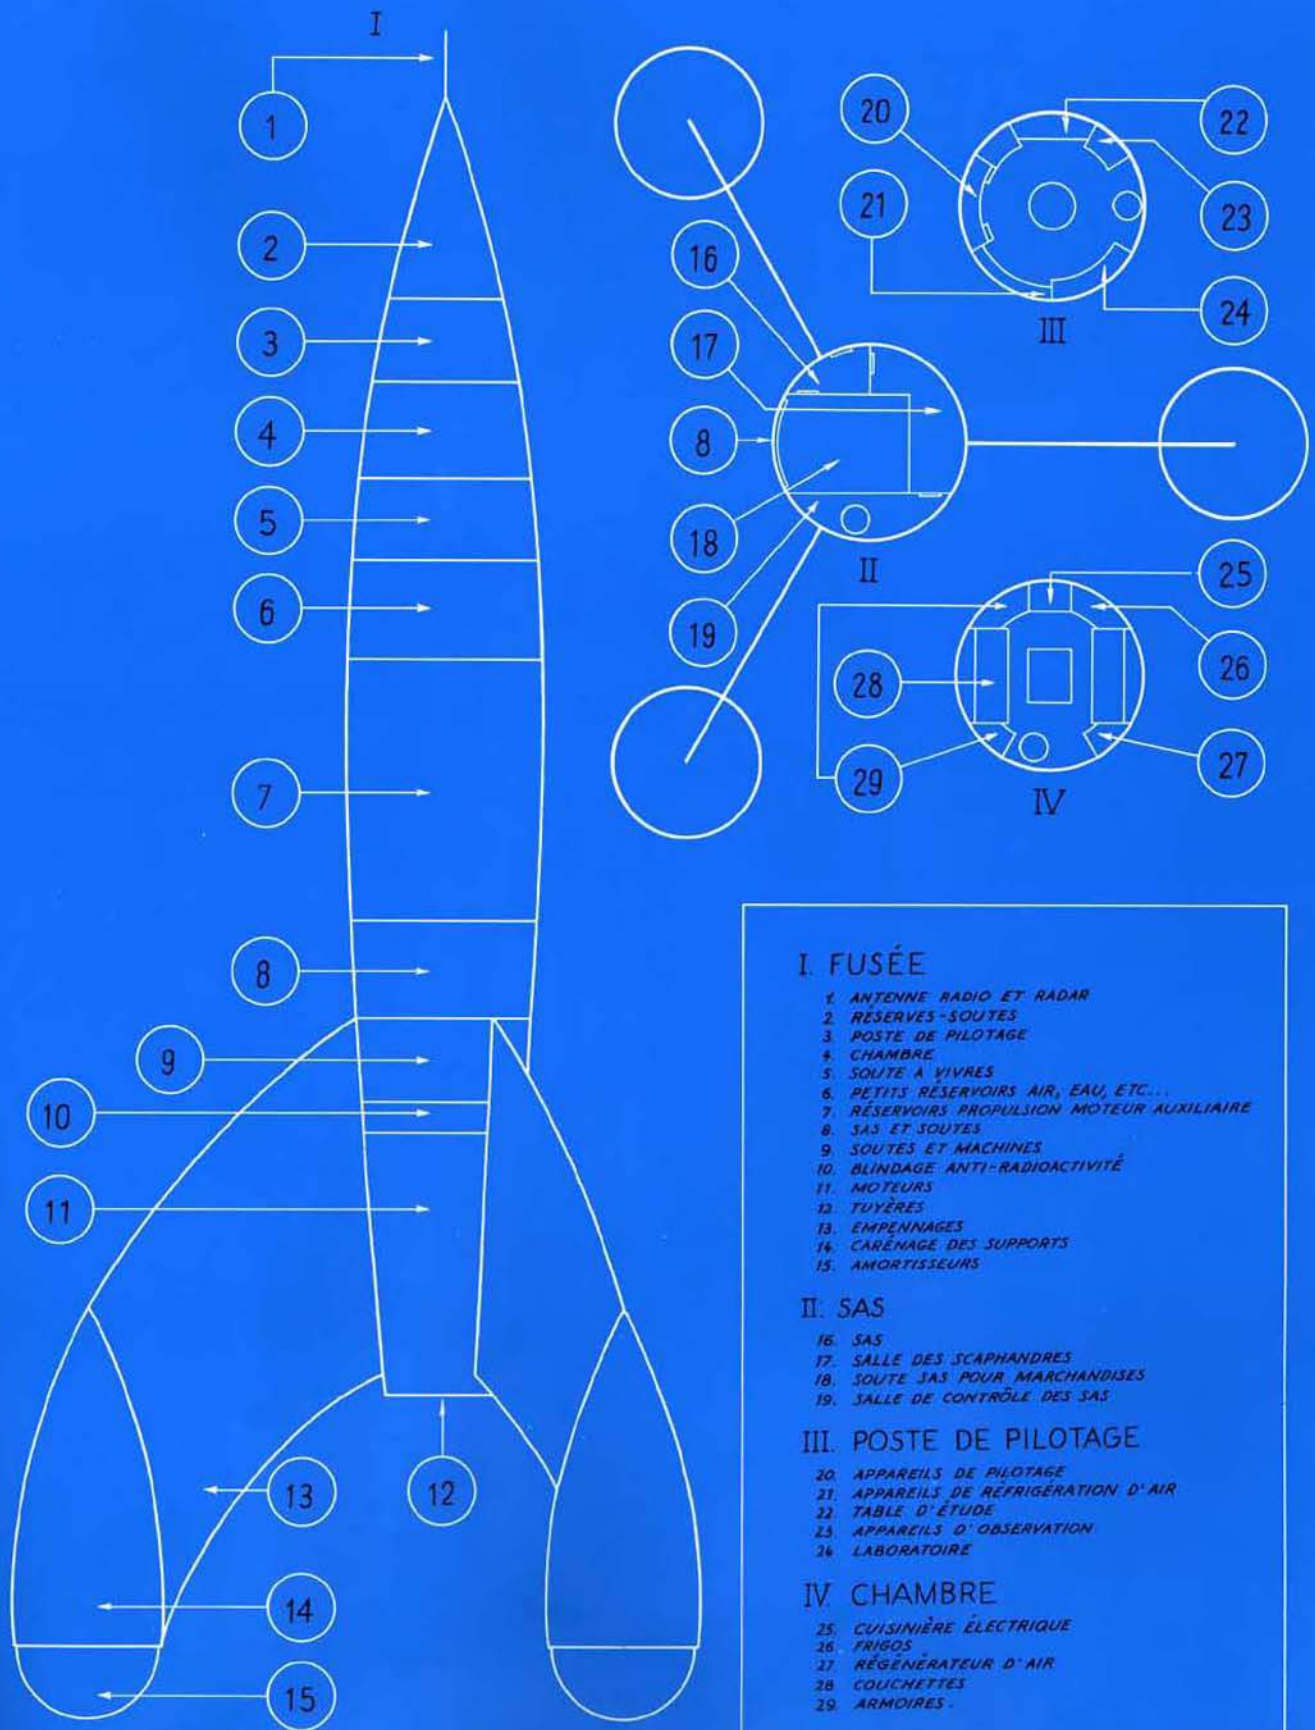 I
1
2
3
4
5
6
7
8
9
10
11
12
13
14
15
16
17
8
18
19
II
20
21
22
23
24
III
25
26
27
28
29
IV
I. FUSÉE
1. ANTENNE RADIO ET RADAR
2. RÉSERVES-SOUTES
3. POSTE DE PILOTAGE
4. CHAMBRE
5. SOUTE A VIVRES
6. PETITS RÉSERVOIRS AIR, EAU, ETC...
7. RÉSERVOIRS PROPULSION MOTEUR AUXILIAIRE
8. SAS ET SOUTES
9. SOUTES ET MACHINES
10. BLINDAGE ANTI-RADIOACTIVITÉ
11. MOTEURS
12. TUYÈRES
13. EMPENNAGES
14. CARÉNAGE DES SUPPORTS
15. AMORTISSEURS
II. SAS
16. SAS
17. SALLE DES SCAPHANDRES
18. SOUTE SAS POUR MARCHANDISES
19. SALLE DE CONTRÔLE DES SAS
III. POSTE DE PILOTAGE
20. APPAREILS DE PILOTAGE
21. APPAREILS DE RÉFRIGÉRATION D'AIR
22. TABLE D'ÉTUDE
23. APPAREILS D'OBSERVATION
24 LABORATOIRE
IV. CHAMBRE
25. CUISINIÈRE ÉLECTRIQUE
26. FRIGOS
27 RÉGÉNÉRATEUR D'AIR
28 COUCHETTES
29. ARMOIRES.